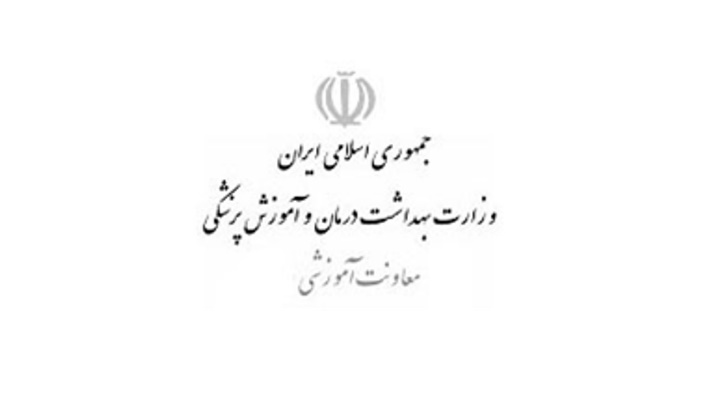 جمهوری اسلامی ایران
وزارت بهداشت درمان و آموزش پزشکی
معاونت آموزشی